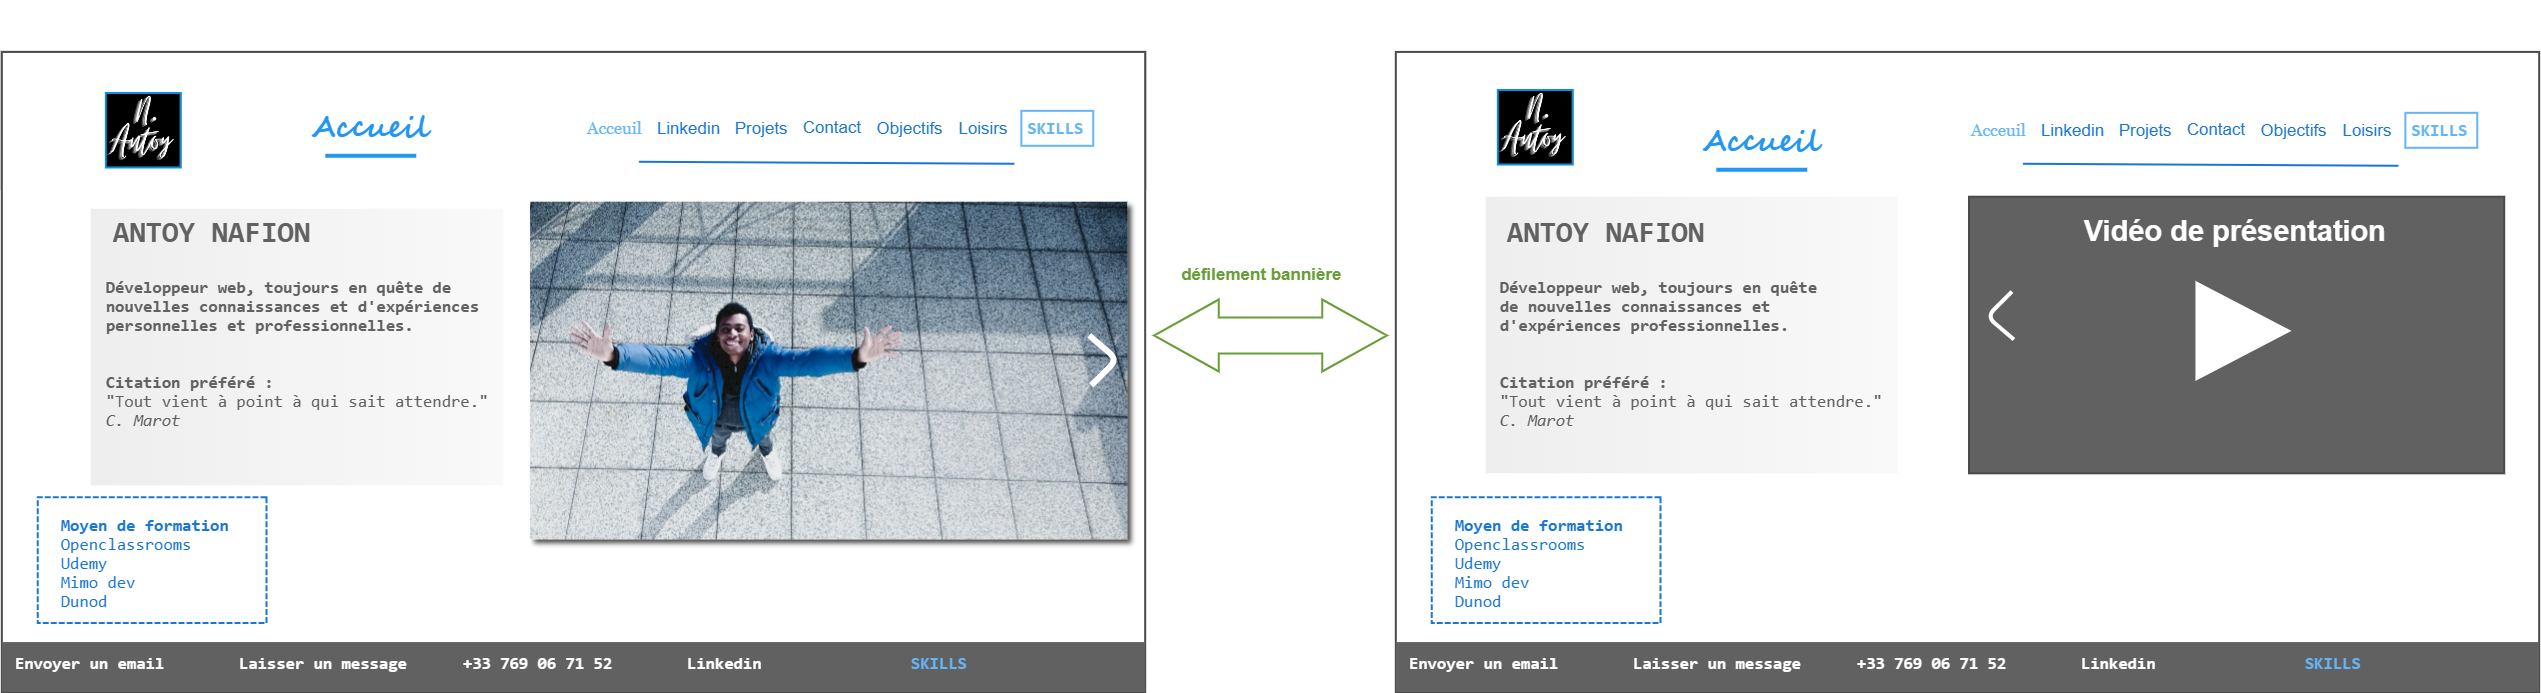 N.
Antoy
Accueil
Acceuil Linkedin Projets Contact Objectifs Loisirs SKILLS
ANTOY NAFION
Développeur web, toujours en quête de
nouvelles connaissances et d'expériences
personnelles et professionnelles.
Citation préféré :
"Tout vient à point à qui sait attendre."
C. Marot
Moyen de formation
Openclassrooms
Udemy
Mimo dev
Dunod
Envoyer un email Laisser un message +33 769 06 71 52 Linkedin SKILLS
défilement bannière
N.
Antoy
Accueil
Acceuil Linkedin Projets Contact Objectifs Loisirs SKILLS
ANTOY NAFION
Développeur web, toujours en quête
de nouvelles connaissances et
d'expériences professionnelles.
Citation préféré :
"Tout vient à point à qui sait attendre."
C. Marot
Vidéo de présentation
Moyen de formation
Openclassrooms
Udemy
Mimo dev
Dunod
Envoyer un email Laisser un message +33 769 06 71 52 Linkedin SKILLS